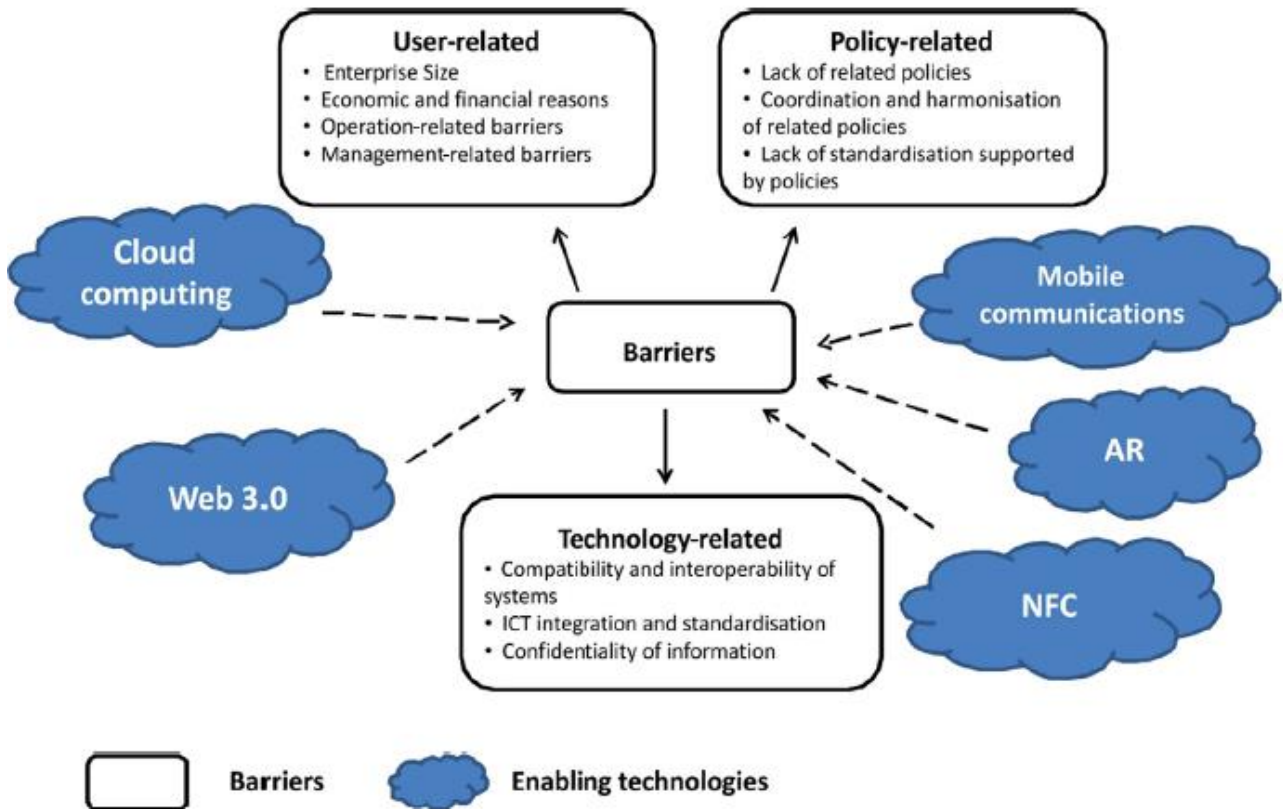 User-related
• Enterprise Size
• Economic and financial reasons
• Operation-related barriers
• Management-related barriers
Policy-related
• Lack of related policies
• Coordination and harmonisation
of related policies
• Lack of standardisation supported
by policies
Cloud
computing
Mobile
communications
Barriers
AR
Web 3.0
NFC
Technology-related
• Compatibility and interoperability of
systems
• ICT integration and standardisation
• Confidentiality of information
Barriers
Enabling technologies